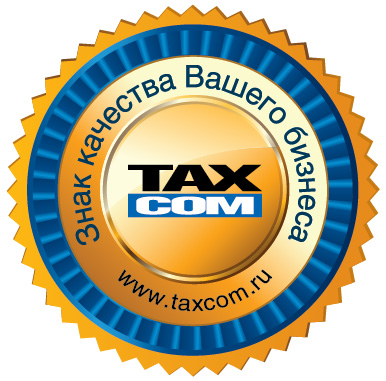 Знак качества Вашего бизнеса
TAX
COM
www.taxcom.ru